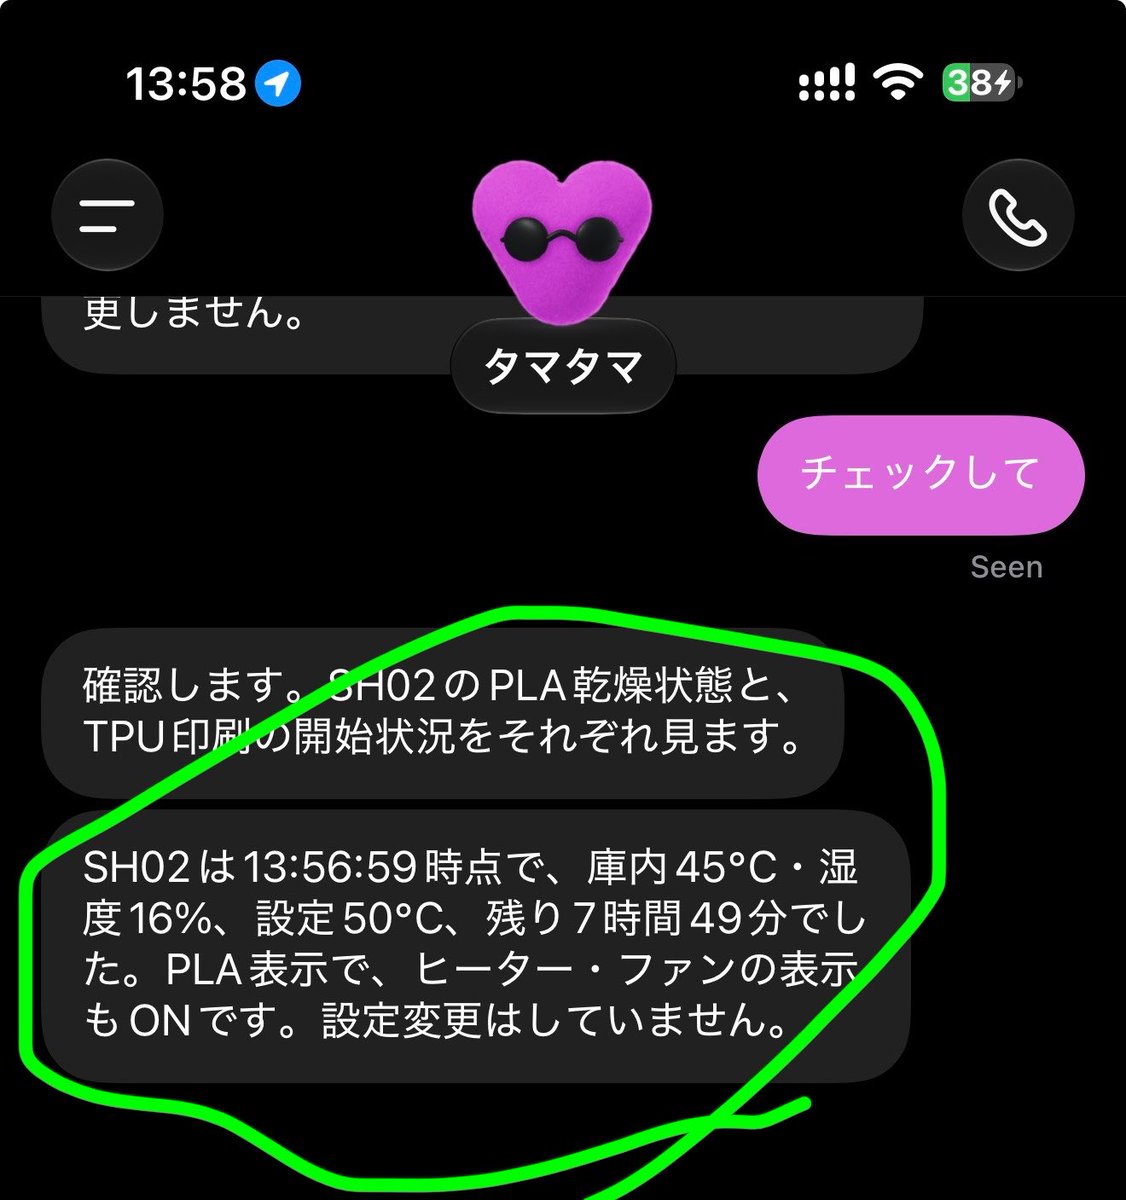 13:58
38
更しません。
タマタマ
チェックして
Seen
確認します。SH02のPLA乾燥状態と、
TPU印刷の開始状況をそれぞれ見ます。
SH02は13:56:59時点で、庫内45°C・湿
度16%、設定50°C、残り7時間49分でし
た。PLA表示で、ヒーター・ファンの表示
もONです。設定変更はしていません。